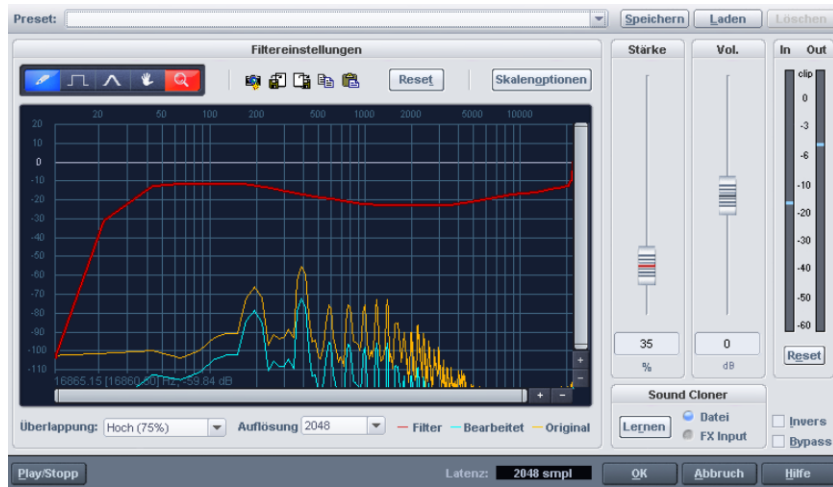 Preset: Speichern Laden Löschen
Filtereinstellungen Stärke Vol. In Out
Reset Skalenoptionen
clip
0
-3
-6
-10
-20
-30
-40
-50
-60
20 50 100 200 500 1000 2000 5000 10000
20
10
0
-10
-20
-30
-40
-50
-60
-70
-80
-90
-100
-110
16865.15 [16860.80] Hz, -59.84 dB
35 0
% dB
Reset
+
-
+ -
Überlappung: Hoch (75%) Auflösung 2048 Filter Bearbeitet Original
Sound Cloner
Lernen Datei
FX Input
Invers
Bypass
Play/Stopp Latenz: 2048 smpl OK Abbruch Hilfe